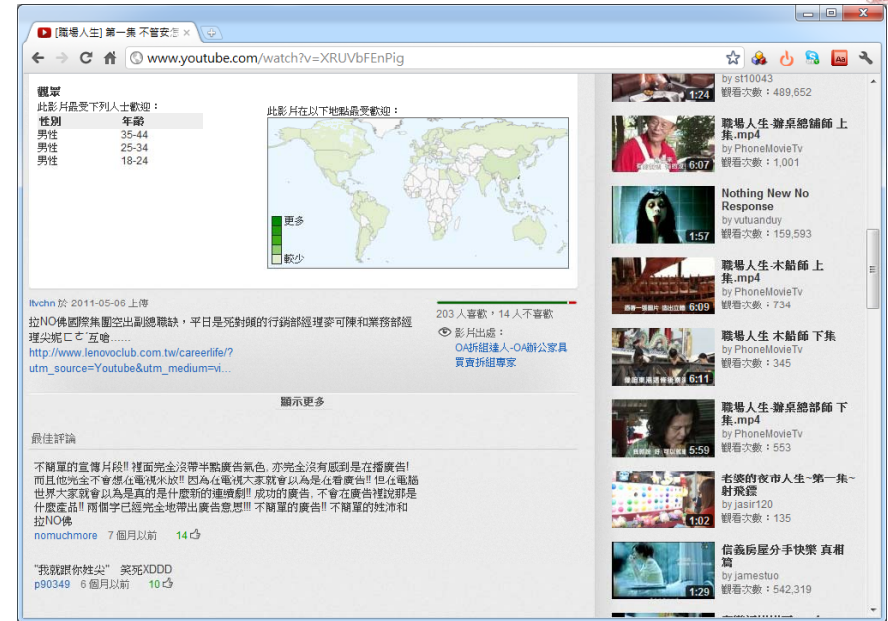 [職場人生] 第一集 不管安怎
www.youtube.com/watch?v=XRUVbFEnPig
觀眾
此影片最受下列人士歡迎：
性別 年齡
男性 35-44
男性 25-34
男性 18-24
此影片在以下地點最受歡迎：
更多
較少
ltvchn 於 2011-05-06 上傳
拉NO佛國際集團空出副總職缺，平日是死對頭的行銷部經理麥可陳和業務部經
理尖妮ㄈㄜˊ互嗆......
http://www.lenovoclub.com.tw/careerlife/?
utm_source=Youtube&utm_medium=vi...
203 人喜歡，14 人不喜歡
影片出處：
OA拆組達人-OA辦公家具
買賣拆組專家
顯示更多
最佳評論
不簡單的宣傳片段!! 裡面完全沒帶半點廣告氣色, 亦完全沒有感到是在播廣告!
而且他完全不會想在電視米放!! 因為在電視大家就會以為是在看廣告!! 但在電腦
世界大家就會以為是真的是什麼新的連續劇!! 成功的廣告, 不會在廣告裡說那是
什麼產品!! 兩個字已經完全地帶出廣告意思!!! 不簡單的廣告!! 不簡單的姓沛和
拉NO佛
nomuchmore 7 個月以前 14
"我就跟你姓尖" 笑死XDDD
p90349 6 個月以前 10
by st10043
觀看次數：489,652
1:24
職場人生-辦桌總舖師 上
集.mp4
by PhoneMovieTv
觀看次數：1,001
6:07
Nothing New No
Response
by vutuanduy
觀看次數：159,593
1:57
職場人生-木船師 上
集.mp4
by PhoneMovieTv
觀看次數：734
6:09
職場人生 木船師 下集
by PhoneMovieTv
觀看次數：345
6:11
職場人生-辦桌總部師 下
集.mp4
by PhoneMovieTv
觀看次數：553
5:59
老婆的夜市人生~第一集~
射飛鏢
by jasir120
觀看次數：135
1:02
信義房屋分手快樂 真相
篇
by jamestuo
觀看次數：542,319
1:29